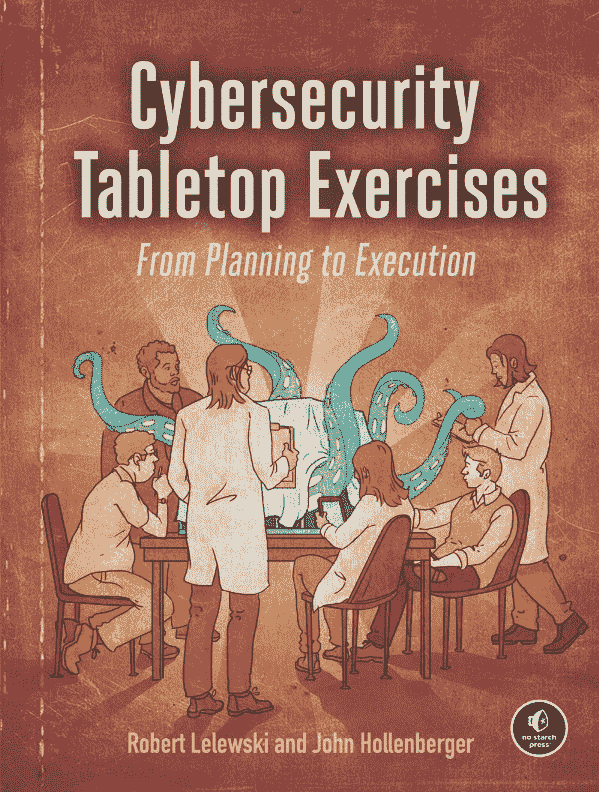 Cybersecurity
Tabletop Exercises
From Planning to Execution
Robert Lelewski and John Hollenberger
no starch
press